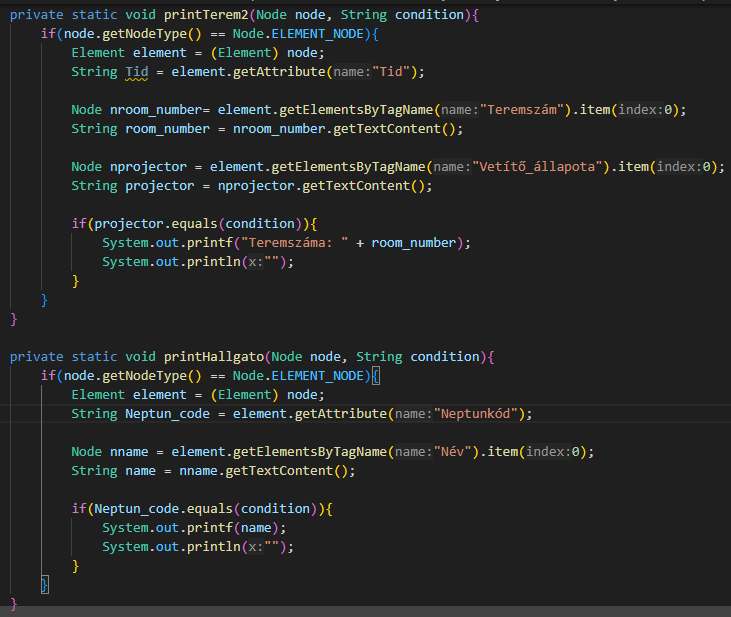 private static void printTerem2(Node node, String condition){
if(node.getNodeType() == Node.ELEMENT_NODE){
Element element = (Element) node;
String Tid = element.getAttribute(name:"Tid");
Node nroom_number= element.getElementsByTagName(name:"Teremszám").item(index:0);
String room_number = nroom_number.getTextContent();
Node nprojector = element.getElementsByTagName(name:"Vetítő_állapota").item(index:0);
String projector = nprojector.getTextContent();
if(projector.equals(condition)){
System.out.printf("Teremszáma: " + room_number);
System.out.println(x:"");
}
}
}
private static void printHallgato(Node node, String condition){
if(node.getNodeType() == Node.ELEMENT_NODE){
Element element = (Element) node;
String Neptun_code = element.getAttribute(name:"Neptunkód");
Node nname = element.getElementsByTagName(name:"Név").item(index:0);
String name = nname.getTextContent();
if(Neptun_code.equals(condition)){
System.out.printf(name);
System.out.println(x:"");
}
}
}